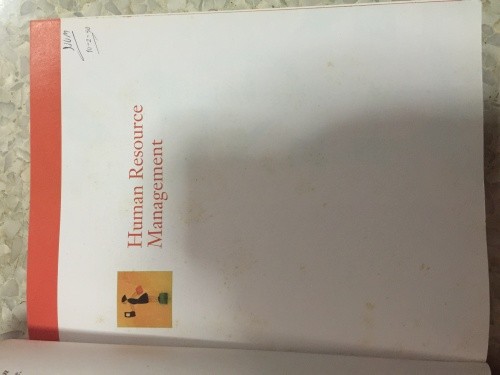 Human Resource
Management